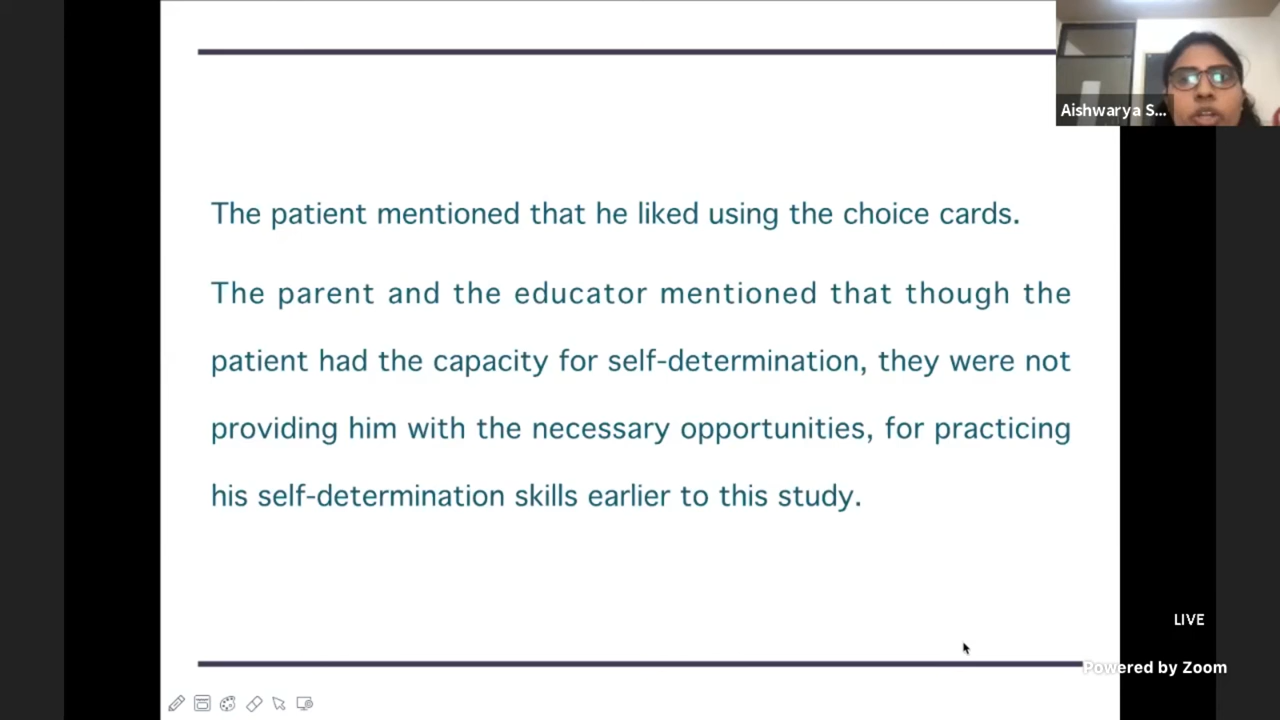 Aishwarya S...
The patient mentioned that he liked using the choice cards.
The parent and the educator mentioned that though the
patient had the capacity for self-determination, they were not
providing him with the necessary opportunities, for practicing
his self-determination skills earlier to this study.
LIVE
Powered by Zoom